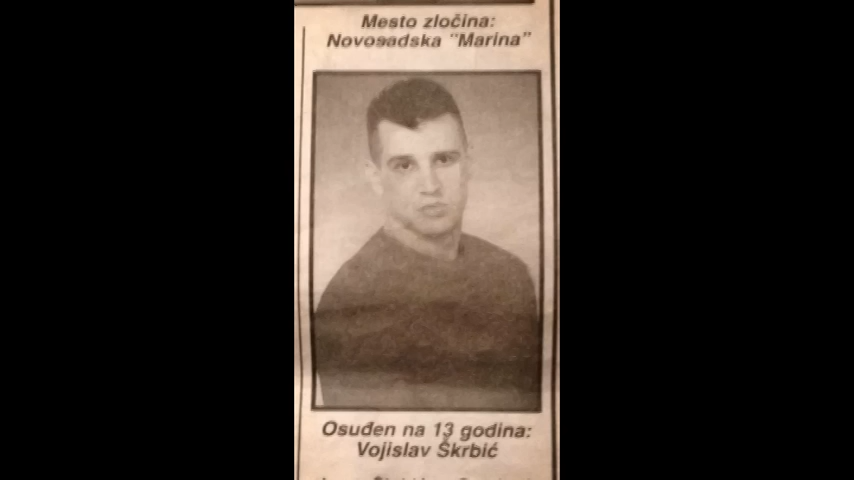 Mesto zločina:
Novosadska "Marina"
Osuđen na 13 godina:
Vojislav Škrbić